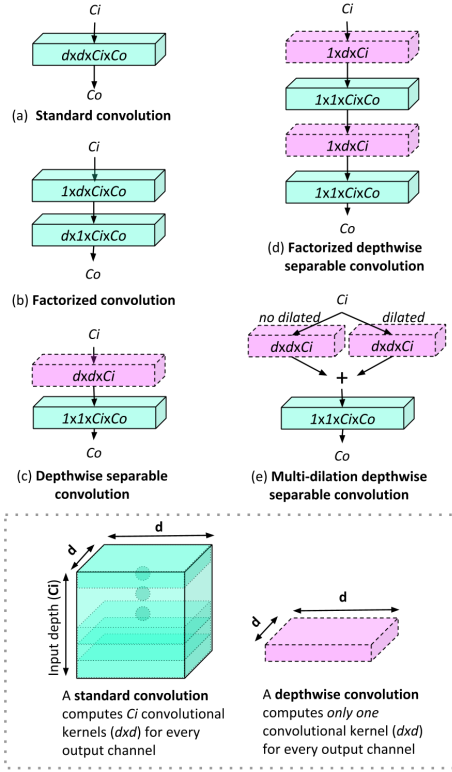 Ci
dxdxCixCo
Co
(a) Standard convolution
Ci
1xdxCixCo
dx1xCixCo
Co
(b) Factorized convolution
Ci
dxdxCi
1x1xCixCo
Co
(c) Depthwise separable
convolution
Ci
1xdxCi
1x1xCixCo
1xdxCi
1x1xCixCo
Co
(d) Factorized depthwise
separable convolution
Ci
no dilated dilated
dxdxCi dxdxCi
+
1x1xCixCo
Co
(e) Multi-dilation depthwise
separable convolution
d
d
Input depth (Ci)
A standard convolution
computes Ci convolutional
kernels (dxd) for every
output channel
d
d
A depthwise convolution
computes only one
convolutional kernel (dxd)
for every output channel